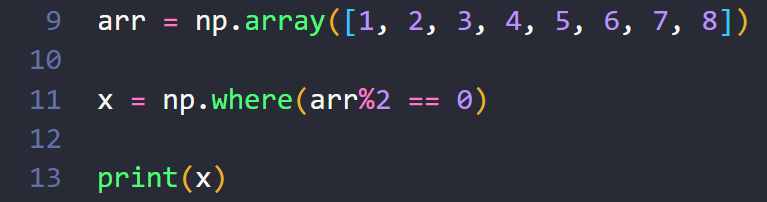 9 arr = np.array([1, 2, 3, 4, 5, 6, 7, 8])
10
11 x = np.where(arr%2 == 0)
12
13 print(x)